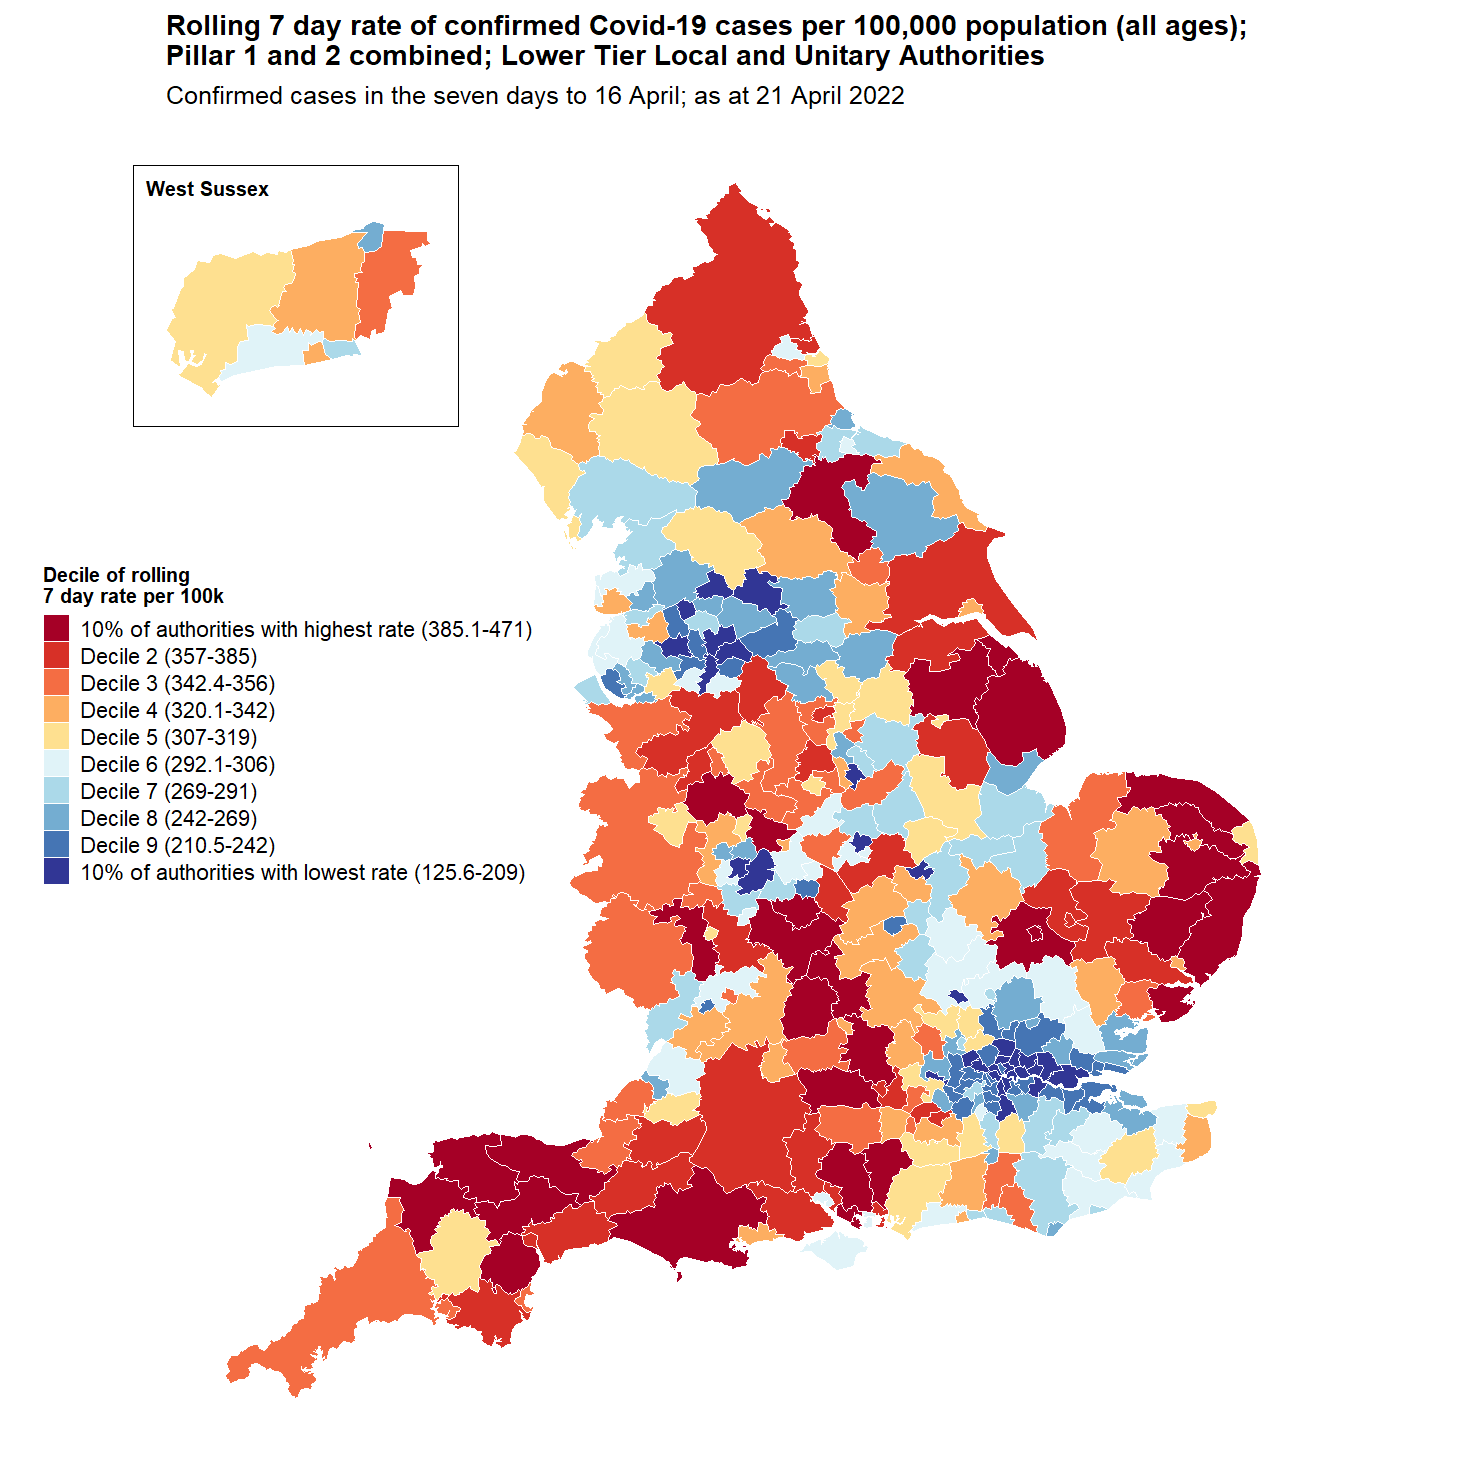 Rolling 7 day rate of confirmed Covid-19 cases per 100,000 population (all ages);
Pillar 1 and 2 combined; Lower Tier Local and Unitary Authorities
Confirmed cases in the seven days to 16 April; as at 21 April 2022
West Sussex
Decile of rolling
7 day rate per 100k
10% of authorities with highest rate (385.1-471)
Decile 2 (357-385)
Decile 3 (342.4-356)
Decile 4 (320.1-342)
Decile 5 (307-319)
Decile 6 (292.1-306)
Decile 7 (269-291)
Decile 8 (242-269)
Decile 9 (210.5-242)
10% of authorities with lowest rate (125.6-209)